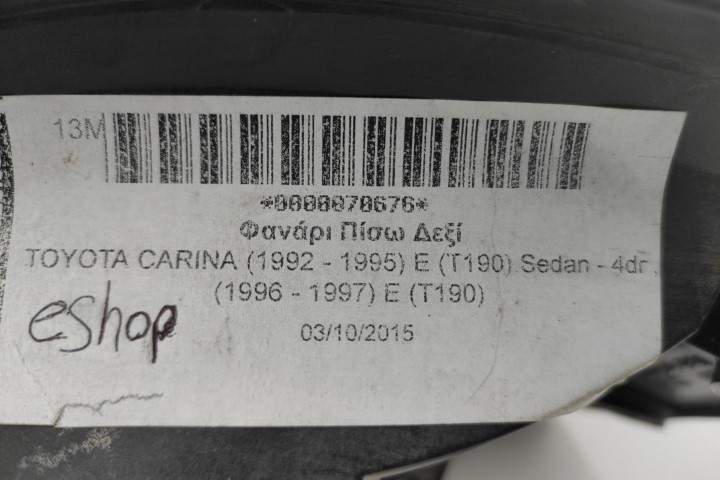 13M
*0000070676*
Φανάρι Πίσω Δεξί
TOYOTA CARINA (1992 - 1995) E (T190) Sedan - 4dr ,
(1996 - 1997) E (T190)
eshop
03/10/2015